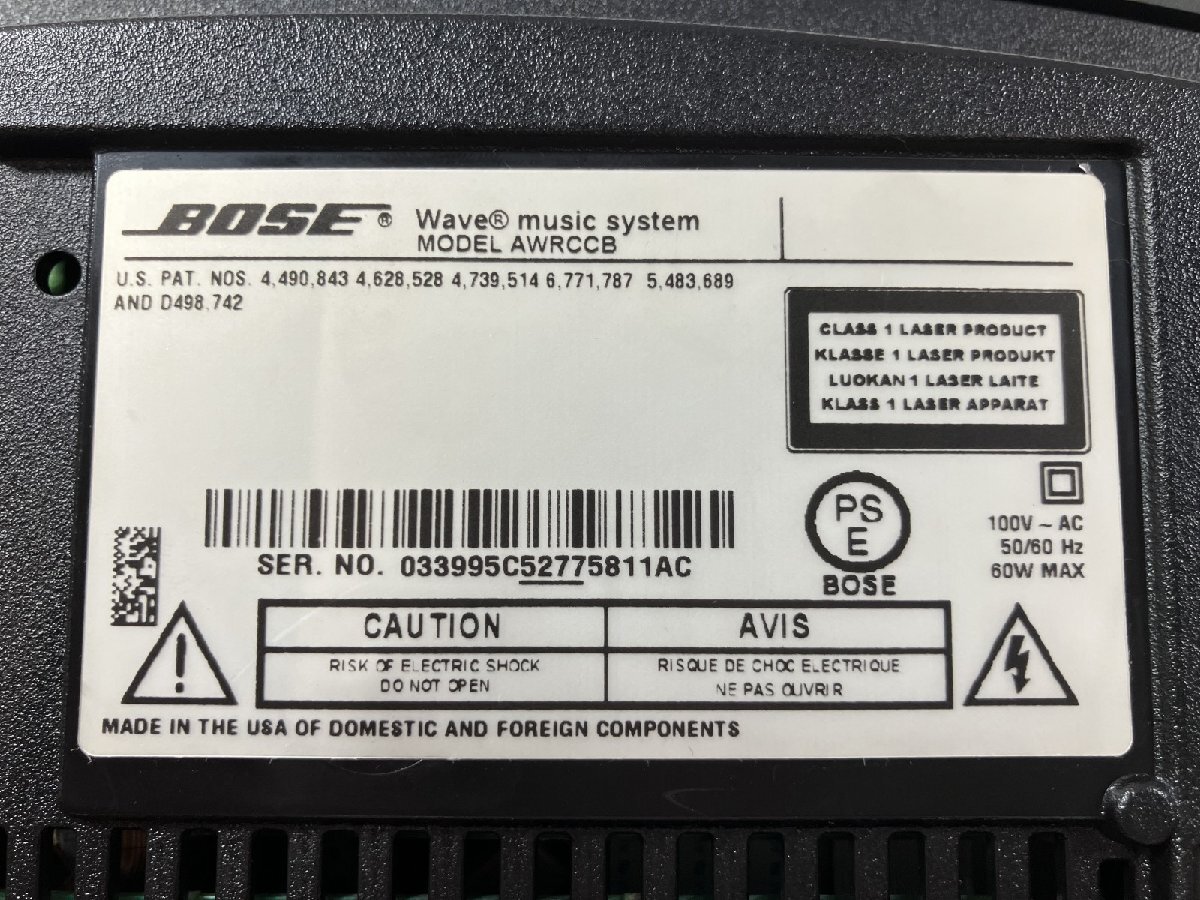 BOSE® Wave® music system
MODEL AWRCCB
U.S. PAT. NOS. 4,490,843 4,628,528 4,739,514 6,771,787 5,483,689
AND D498,742
CLASS 1 LASER PRODUCT
KLASSE 1 LASER PRODUKT
LUOKAN 1 LASER LAITE
KLASS 1 LASER APPARAT
PS
E
BOSE
100V ~ AC
50/60 Hz
60W MAX
SER. NO. 033995C52775811AC
CAUTION
RISK OF ELECTRIC SHOCK
DO NOT OPEN
AVIS
RISQUE DE CHOC ELECTRIQUE
NE PAS OUVRIR
MADE IN THE USA OF DOMESTIC AND FOREIGN COMPONENTS